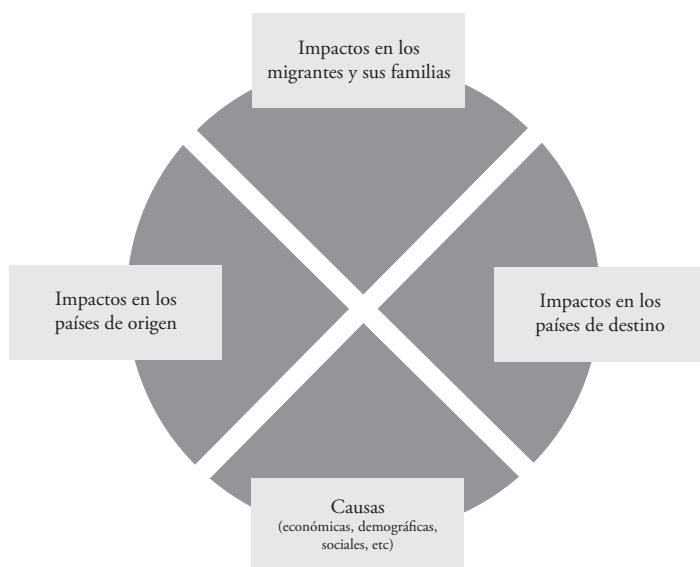 Impactos en los
migrantes y sus familias
Impactos en los
países de origen
Impactos en los
países de destino
Causas
(económicas, demográficas,
sociales, etc)